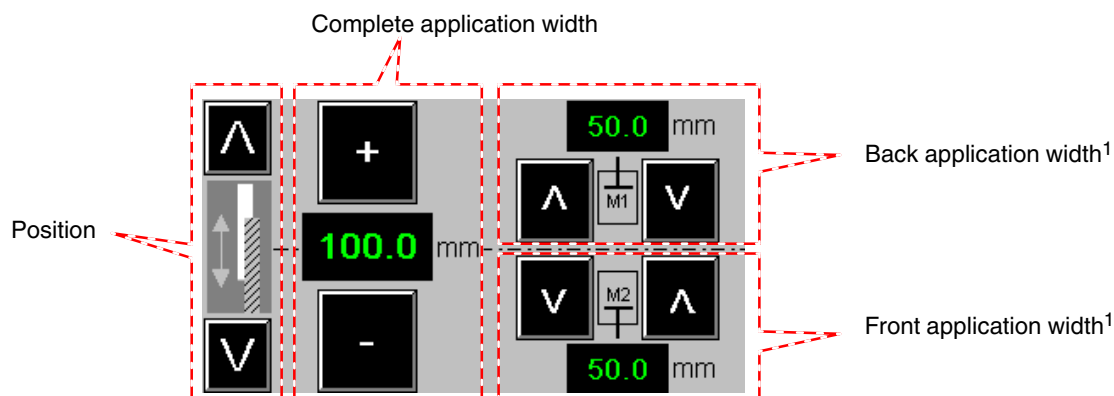 Complete application width
Position
Λ
V
+
100.0 mm
-
50.0 mm
Λ M1 V
V M2 Λ
50.0 mm
Back application width1
Front application width1